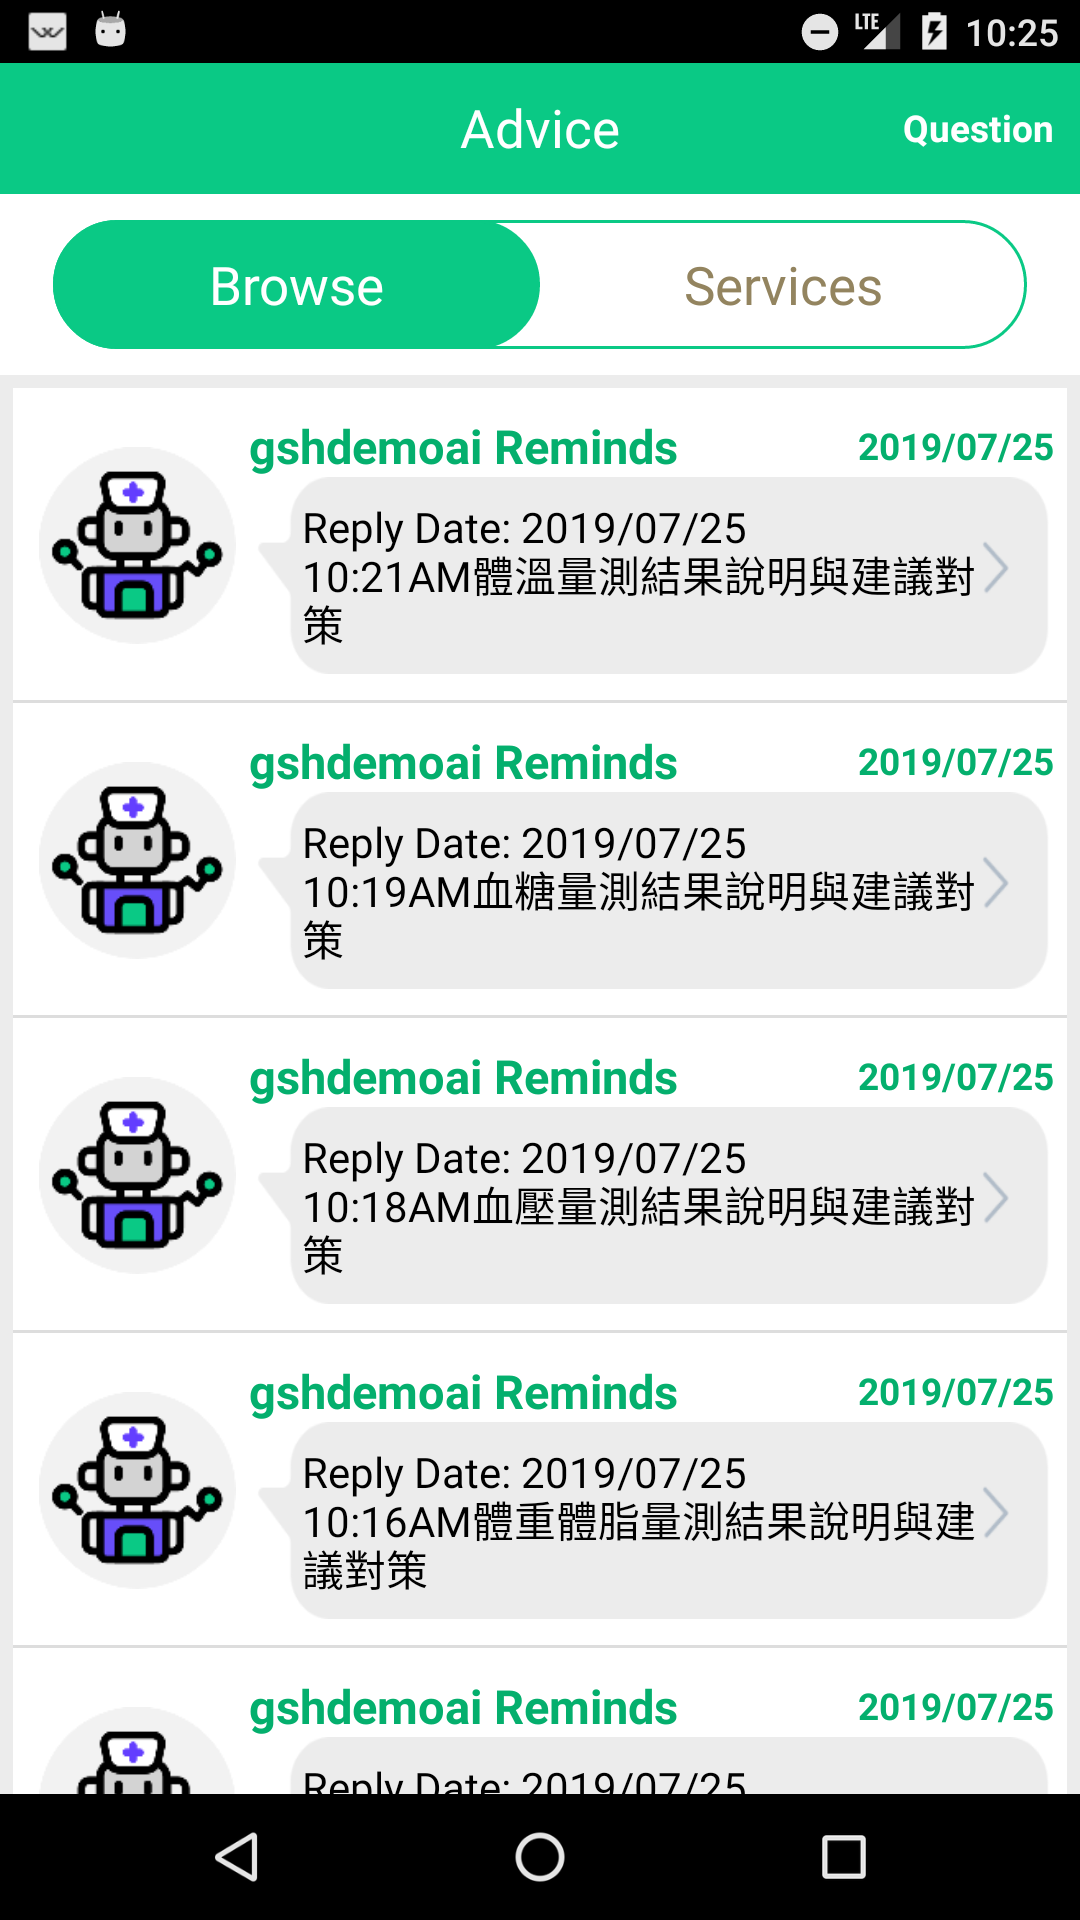 LTE 10:25
Advice
Question
Browse
Services
gshdemoai Reminds
2019/07/25
Reply Date: 2019/07/25
10:21AM體溫量測結果說明與建議對
策
gshdemoai Reminds
2019/07/25
Reply Date: 2019/07/25
10:19AM血糖量測結果說明與建議對
策
gshdemoai Reminds
2019/07/25
Reply Date: 2019/07/25
10:18AM血壓量測結果說明與建議對
策
gshdemoai Reminds
2019/07/25
Reply Date: 2019/07/25
10:16AM體重體脂量測結果說明與建
議對策
gshdemoai Reminds
2019/07/25
Reply Date: 2019/07/25